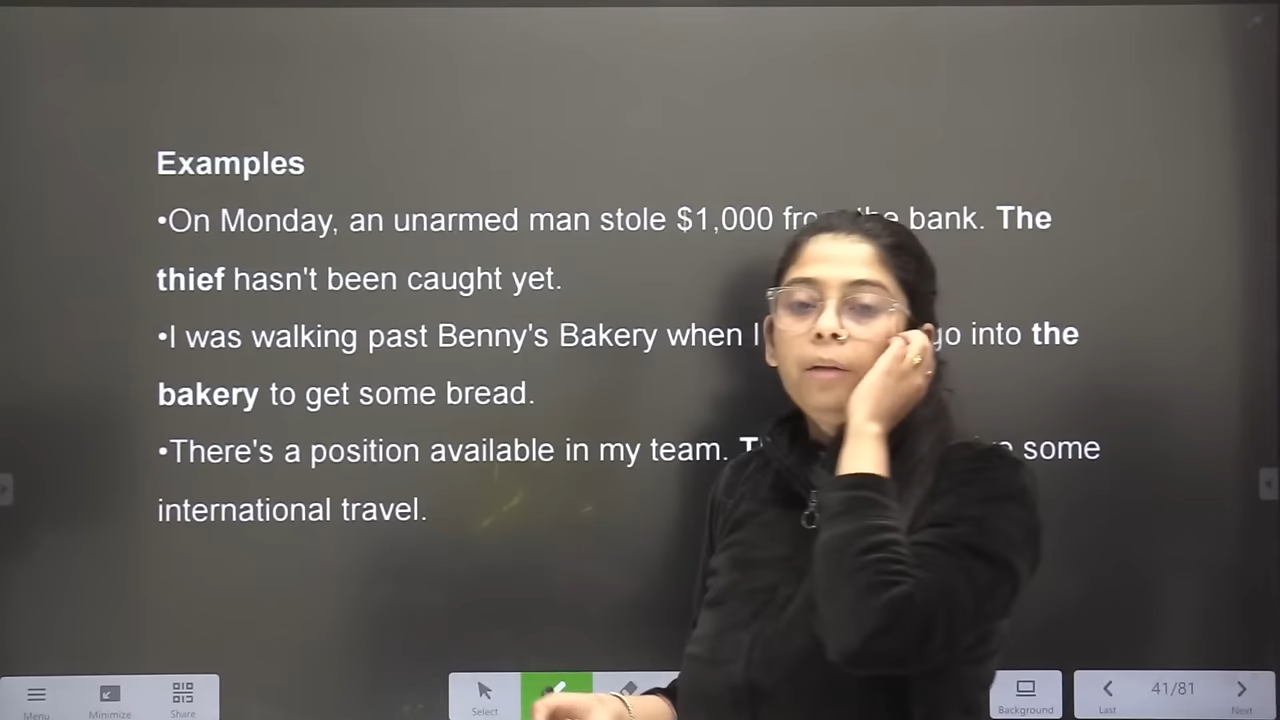 Examples
•On Monday, an unarmed man stole $1,000 from the bank. The
thief hasn't been caught yet.
•I was walking past Benny's Bakery when I go into the
bakery to get some bread.
•There's a position available in my team. some
international travel.
Menu Minimize Share Select Background Last 41/81 Next